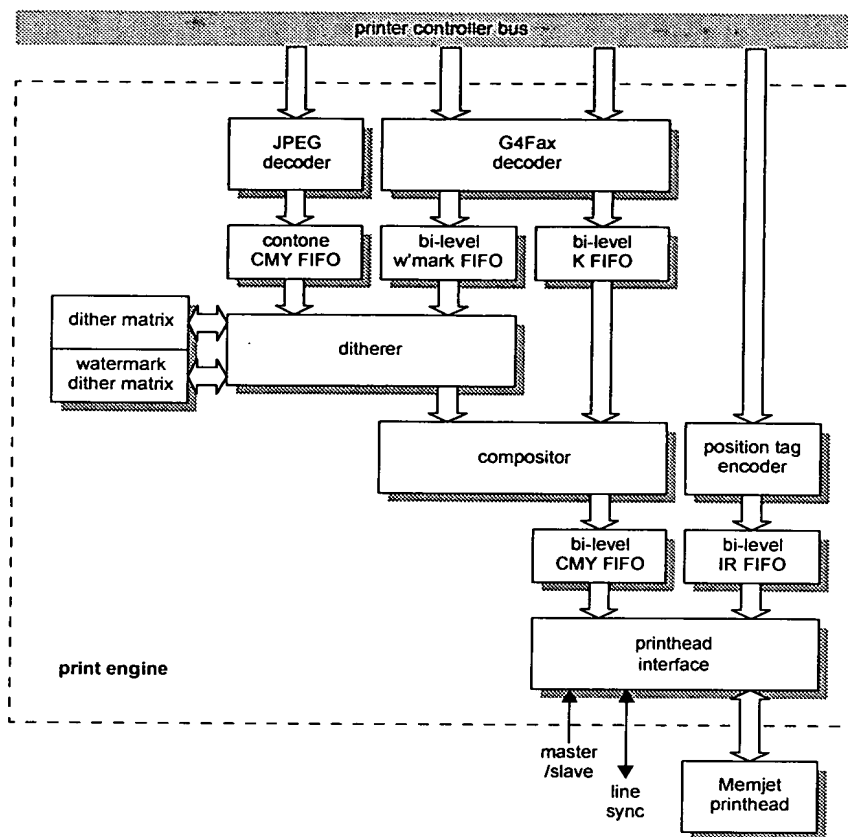 printer controller bus
JPEG
decoder
G4Fax
decoder
contone
CMY FIFO
bi-level
w'mark FIFO
bi-level
K FIFO
dither matrix
watermark
dither matrix
ditherer
compositor
position tag
encoder
bi-level
CMY FIFO
bi-level
IR FIFO
printhead
interface
print engine
master
/slave
line
sync
Memjet
printhead